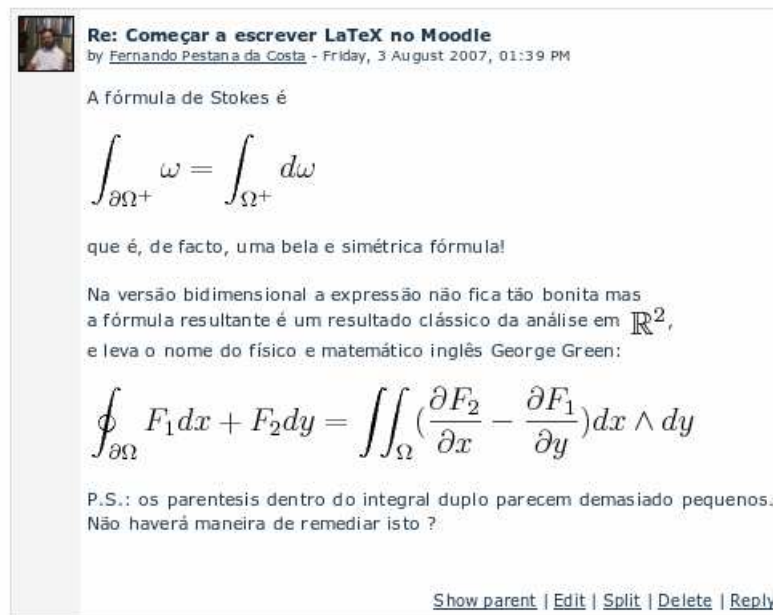 Re: Começar a escrever LaTeX no Moodle
by Fernando Pestana da Costa - Friday, 3 August 2007, 01:39 PM
A fórmula de Stokes é
∫_{∂Ω⁺} ω = ∫_{Ω⁺} dω
que é, de facto, uma bela e simétrica fórmula!
Na versão bidimensional a expressão não fica tão bonita mas
a fórmula resultante é um resultado clássico da análise em ℝ²,
e leva o nome do físico e matemático inglês George Green:
∮_{∂Ω} F₁dx + F₂dy = ∬_Ω (∂F₂/∂x − ∂F₁/∂y)dx ∧ dy
P.S.: os parentesis dentro do integral duplo parecem demasiado pequenos.
Não haverá maneira de remediar isto ?
Show parent | Edit | Split | Delete | Reply